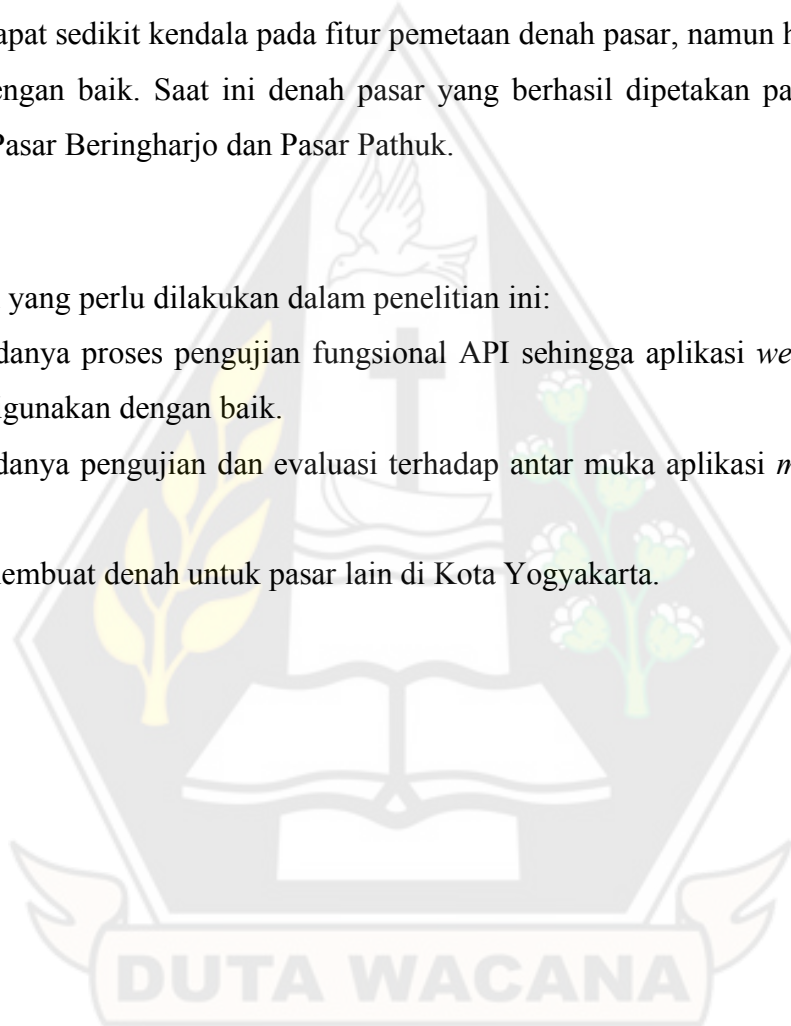 apat sedikit kendala pada fitur pemetaan denah pasar, namun h
engan baik. Saat ini denah pasar yang berhasil dipetakan pa
Pasar Beringharjo dan Pasar Pathuk.
yang perlu dilakukan dalam penelitian ini:
danya proses pengujian fungsional API sehingga aplikasi we
igunakan dengan baik.
danya pengujian dan evaluasi terhadap antar muka aplikasi m
nembuat denah untuk pasar lain di Kota Yogyakarta.
DUTA WACANA